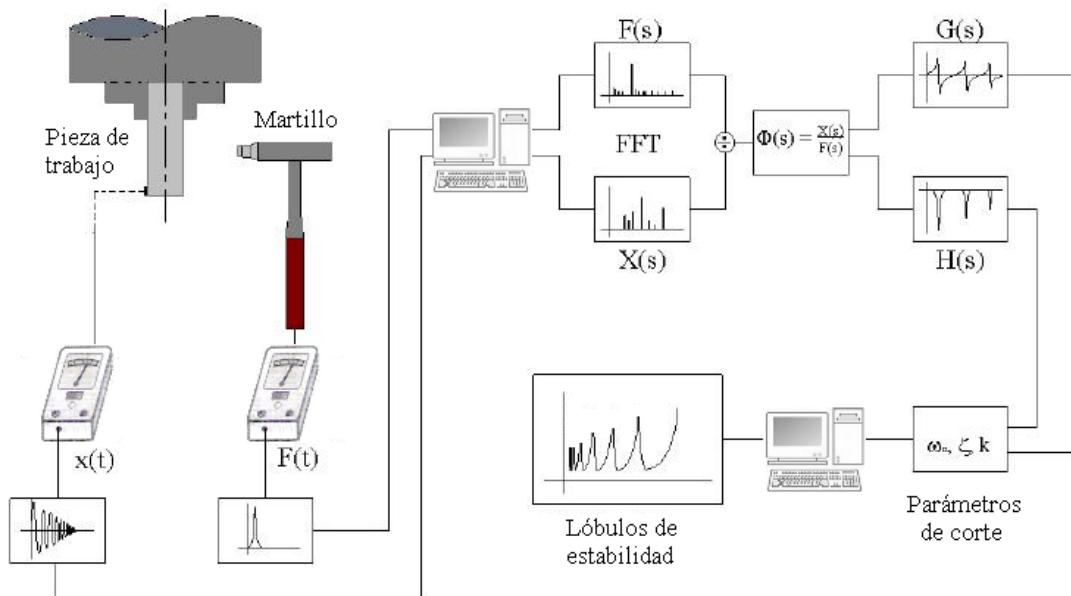 F(s)
G(s)
Pieza de
trabajo
Martillo
FFT
Φ(s) = X(s)/F(s)
X(s)
H(s)
x(t)
F(t)
ωₙ, ζ, k
Lóbulos de
estabilidad
Parámetros
de corte